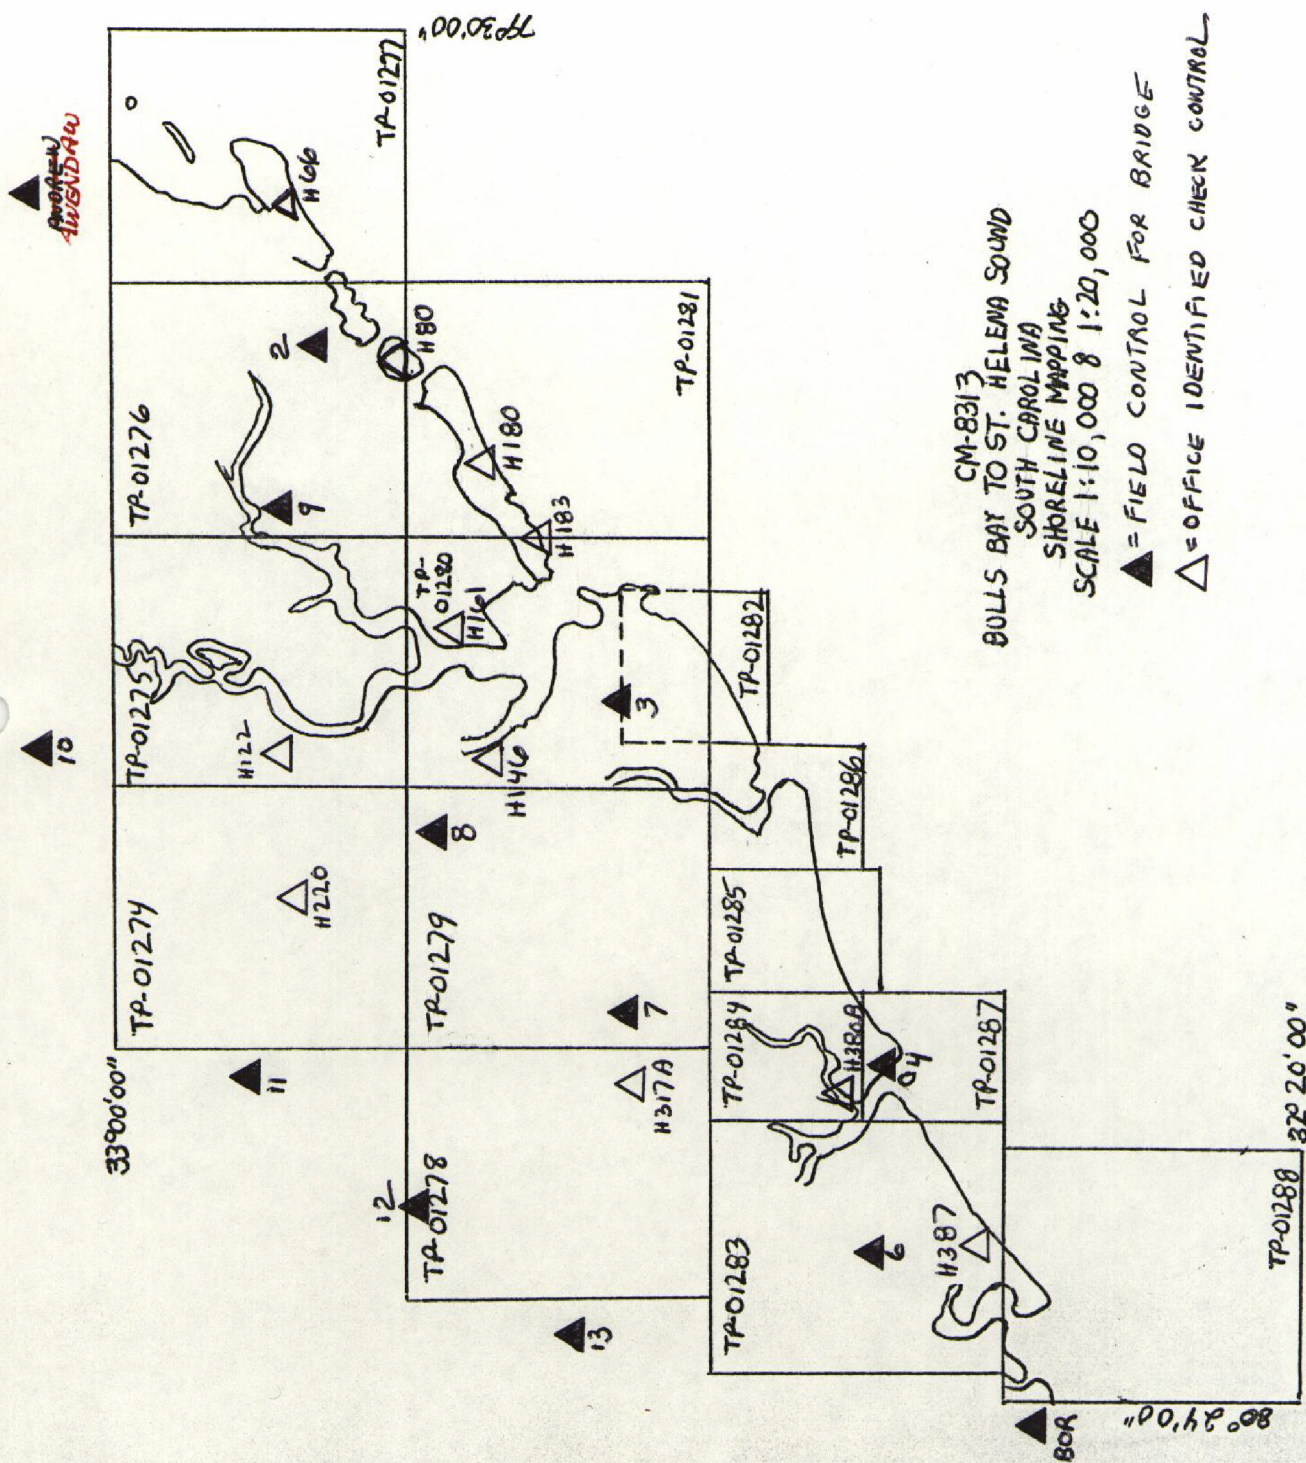 ANDREW
AWENDAW
79°30'00"
33°00'00"
10
11
TP-01274
TP-01275
TP-01276
TP-01277
H66
2
9
H122
H220
H80
12
TP-01278
TP-01279
TP-
01280
TP-01281
8
H161
H146
H180
H183
13
7
H317A
3
TP-01282
TP-01283
TP-01284
TP-01285
TP-01286
H380A
04
6
H387
TP-01287
BOR
TP-01288
80° 24'00"
32° 20'00"
CM-8313
BULLS BAY TO ST. HELENA SOUND
SOUTH CAROLINA
SHORELINE MAPPING
SCALE 1:10,000 & 1:20,000
= FIELD CONTROL FOR BRIDGE
= OFFICE IDENTIFIED CHECK CONTROL